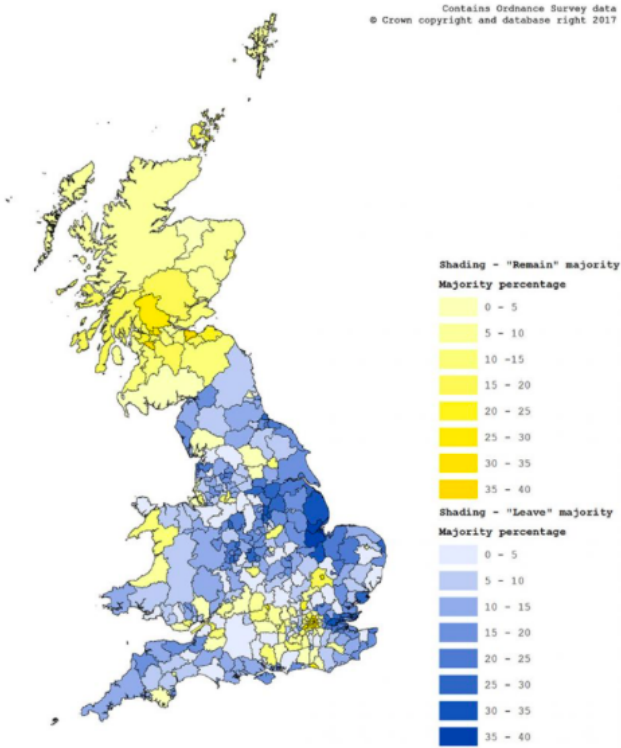 Contains Ordnance Survey data
© Crown copyright and database right 2017
Shading - "Remain" majority
Majority percentage
0 - 5
5 - 10
10 -15
15 - 20
20 - 25
25 - 30
30 - 35
35 - 40
Shading - "Leave" majority
Majority percentage
0 - 5
5 - 10
10 - 15
15 - 20
20 - 25
25 - 30
30 - 35
35 - 40